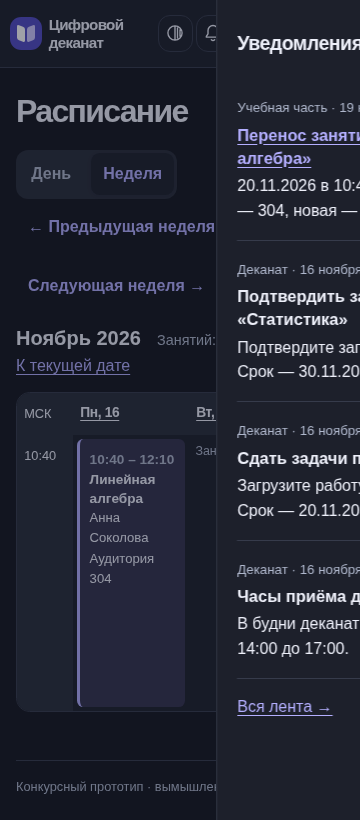 Цифровой
деканат
Расписание
День Неделя
← Предыдущая неделя
Следующая неделя →
Ноябрь 2026 Занятий:
К текущей дате
МСК Пн, 16 Вт,
10:40
10:40 – 12:10
Линейная
алгебра
Анна
Соколова
Аудитория
304
Зан
Конкурсный прототип · вымышлен
Уведомления
Учебная часть · 19
Перенос заняти
алгебра»
20.11.2026 в 10:4
— 304, новая —
Деканат · 16 ноября
Подтвердить за
«Статистика»
Подтвердите
Срок — 30.11.20
Деканат · 16 ноября
Сдать задачи п
Загрузите работ
Срок — 20.11.20
Деканат · 16 ноября
Часы приёма д
В будни деканат
14:00 до 17:00.
Вся лента →